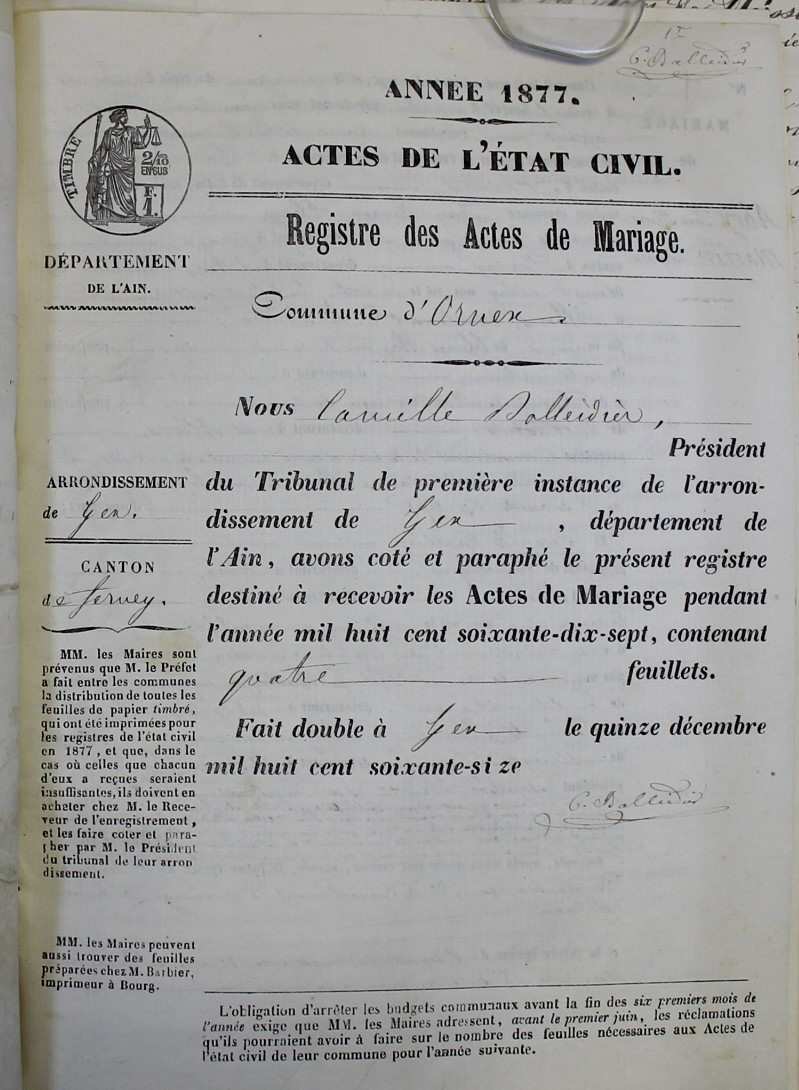 1er
C. Balleidier
ANNÉE 1877.
ACTES DE L'ÉTAT CIVIL.
TIMBRE
2/10
EN SUS
F.
1.
Registre des Actes de Mariage.
DÉPARTEMENT
DE L'AIN.
Commune d'Ornex.
Nous Camille Balleidier,
Président
ARRONDISSEMENT
de Gex.
CANTON
de Ferney.
du Tribunal de première instance de l'arron-
dissement de Gex, département de
l'Ain, avons coté et paraphé le présent registre
destiné à recevoir les Actes de Mariage pendant
l'année mil huit cent soixante-dix-sept, contenant
quatre feuillets.
Fait double à Gex le quinze décembre
mil huit cent soixante-si ze
C. Balleidier
MM. les Maires sont
prévenus que M. le Préfet
a fait entre les communes
la distribution de toutes les
feuilles de papier timbré,
qui ont été imprimées pour
les registres de l'état civil
en 1877, et que, dans le
cas où celles que chacun
d'eux a reçues seraient
insuffisantes, ils doivent en
acheter chez M. le Rece-
veur de l'enregistrement,
et les faire coter et para-
pher par M. le Président
du tribunal de leur arron
dissement.
MM. les Maires peuvent
aussi trouver des feuilles
préparées chez M. Barbier,
imprimeur à Bourg.
L'obligation d'arrêter les budgets communaux avant la fin des six premiers mois de
l'année exige que MM. les Maires adressent, avant le premier juin, les réclamations
qu'ils pourraient avoir à faire sur le nombre des feuilles nécessaires aux Actes de
l'état civil de leur commune pour l'année suivante.